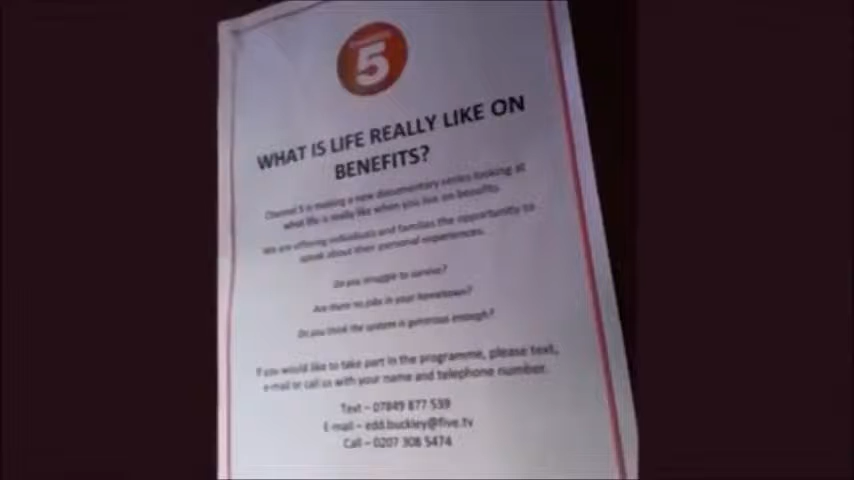 5
WHAT IS LIFE REALLY LIKE ON
BENEFITS?
Channel 5 is making a new documentary series looking at
what life is really like when you live on benefits.
We are offering individuals and families the opportunity to
speak about their personal experiences.
Do you struggle to survive?
Are there no jobs in your hometown?
Do you think the system is generous enough?
If you would like to take part in the programme, please text,
e-mail or call us with your name and telephone number.
Text – 07849 877 539
E-mail – edd.buckley@five.tv
Call – 0207 308 5474